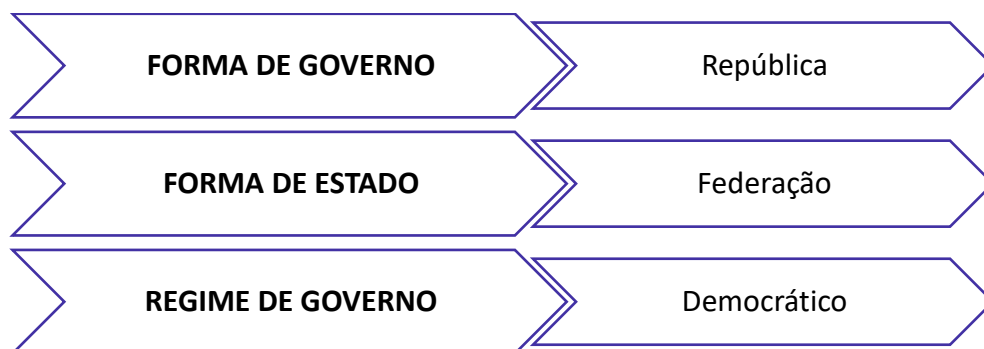 FORMA DE GOVERNO
República
FORMA DE ESTADO
Federação
REGIME DE GOVERNO
Democrático